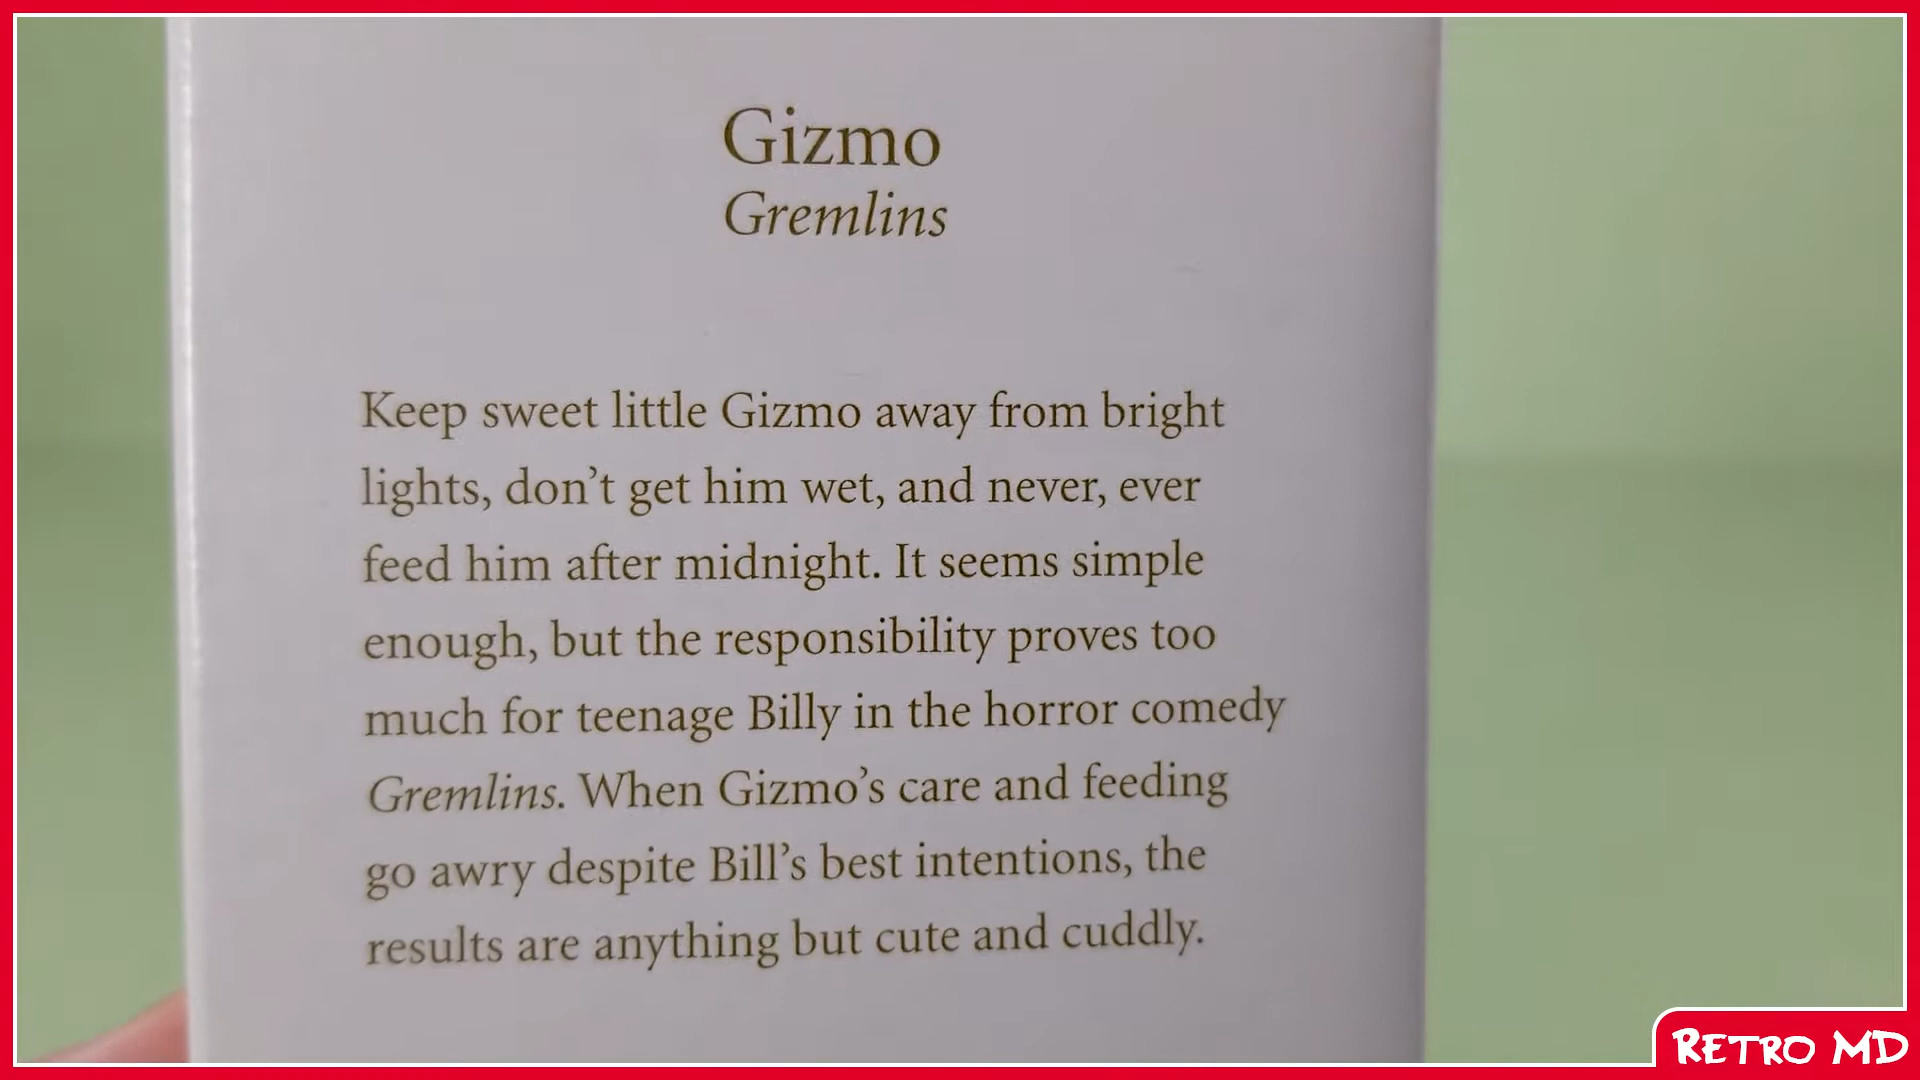 Gizmo
Gremlins
Keep sweet little Gizmo away from bright
lights, don’t get him wet, and never, ever
feed him after midnight. It seems simple
enough, but the responsibility proves too
much for teenage Billy in the horror comedy
Gremlins. When Gizmo’s care and feeding
go awry despite Bill’s best intentions, the
results are anything but cute and cuddly.
RETRO MD